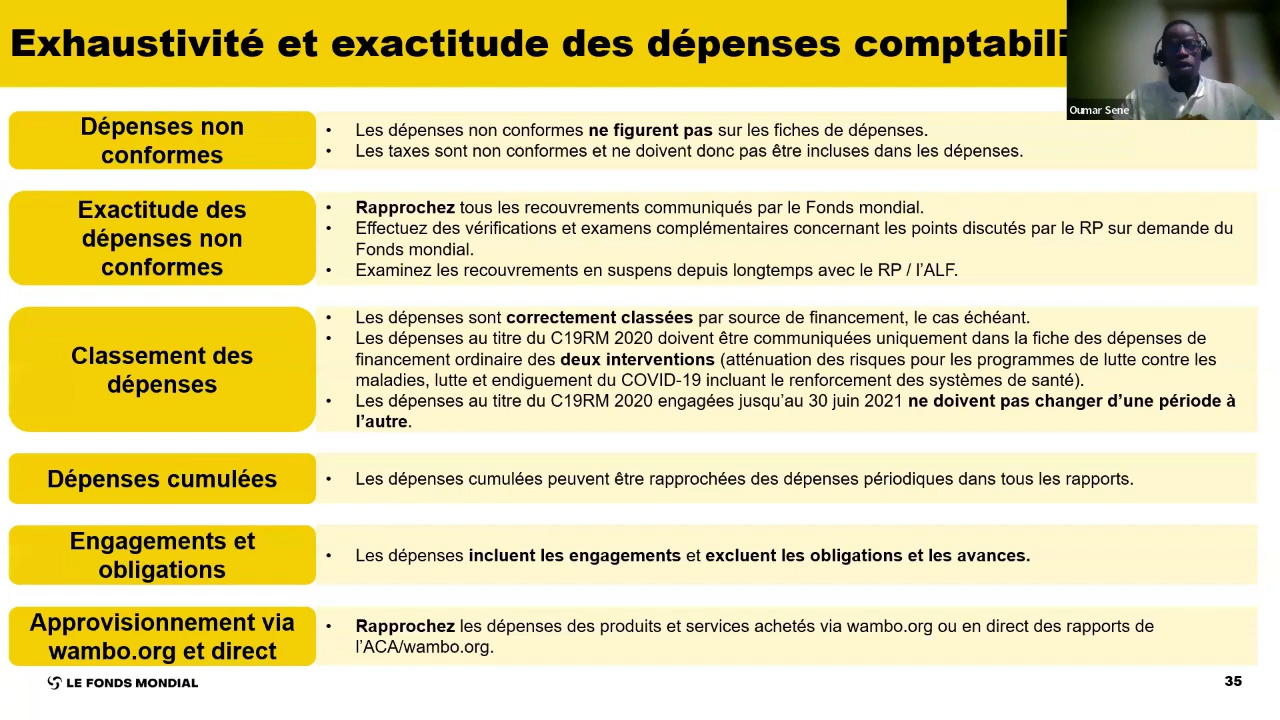 Exhaustivité et exactitude des dépenses comptabili
Oumar Sene
Dépenses non
conformes
• Les dépenses non conformes ne figurent pas sur les fiches de dépenses.
• Les taxes sont non conformes et ne doivent donc pas être incluses dans les dépenses.
Exactitude des
dépenses non
conformes
• Rapprochez tous les recouvrements communiqués par le Fonds mondial.
• Effectuez des vérifications et examens complémentaires concernant les points discutés par le RP sur demande du
Fonds mondial.
• Examinez les recouvrements en suspens depuis longtemps avec le RP / l’ALF.
Classement des
dépenses
• Les dépenses sont correctement classées par source de financement, le cas échéant.
• Les dépenses au titre du C19RM 2020 doivent être communiquées uniquement dans la fiche des dépenses de
financement ordinaire des deux interventions (atténuation des risques pour les programmes de lutte contre les
maladies, lutte et endiguement du COVID-19 incluant le renforcement des systèmes de santé).
• Les dépenses au titre du C19RM 2020 engagées jusqu’au 30 juin 2021 ne doivent pas changer d’une période à
l’autre.
Dépenses cumulées
• Les dépenses cumulées peuvent être rapprochées des dépenses périodiques dans tous les rapports.
Engagements et
obligations
• Les dépenses incluent les engagements et excluent les obligations et les avances.
Approvisionnement via
wambo.org et direct
• Rapprochez les dépenses des produits et services achetés via wambo.org ou en direct des rapports de
l’ACA/wambo.org.
LE FONDS MONDIAL
35